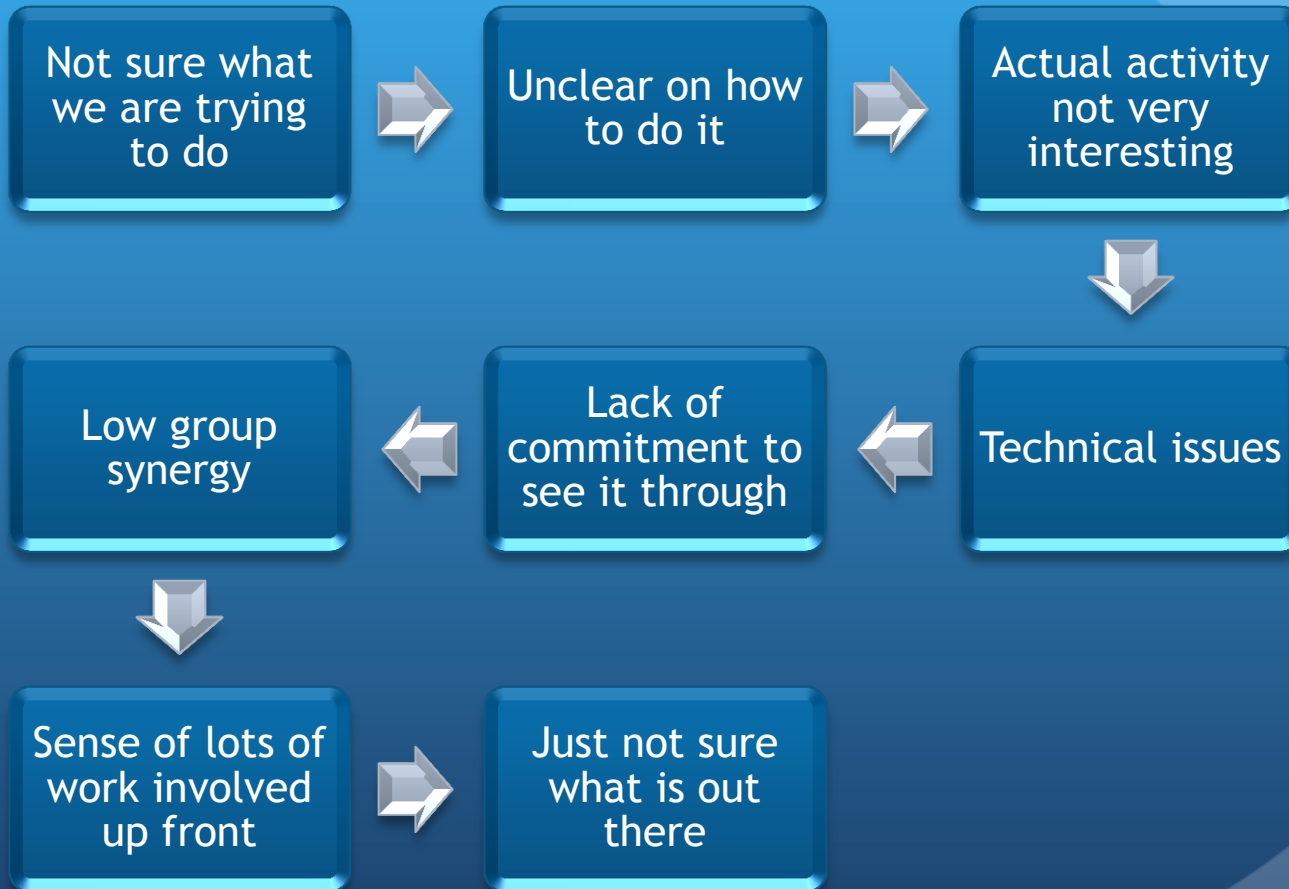 Not sure what
we are trying
to do
Unclear on how
to do it
Actual activity
not very
interesting
Technical issues
Lack of
commitment to
see it through
Low group
synergy
Sense of lots of
work involved
up front
Just not sure
what is out
there